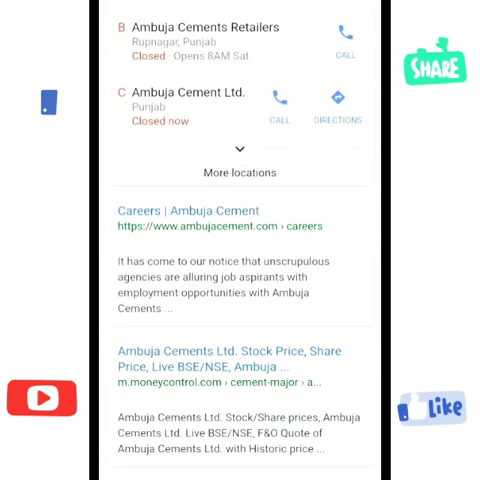 B Ambuja Cements Retailers
Rupnagar, Punjab
Closed · Opens 8AM Sat
CALL
SHARE
C Ambuja Cement Ltd.
Punjab
Closed now
CALL DIRECTIONS
More locations
Careers | Ambuja Cement
https://www.ambujacement.com › careers
It has come to our notice that unscrupulous
agencies are alluring job aspirants with
employment opportunities with Ambuja
Cements ...
Ambuja Cements Ltd. Stock Price, Share
Price, Live BSE/NSE, Ambuja ...
m.moneycontrol.com › cement-major › a...
Like
Ambuja Cements Ltd. Stock/Share prices, Ambuja
Cements Ltd. Live BSE/NSE, F&O Quote of
Ambuja Cements Ltd. with Historic price ...